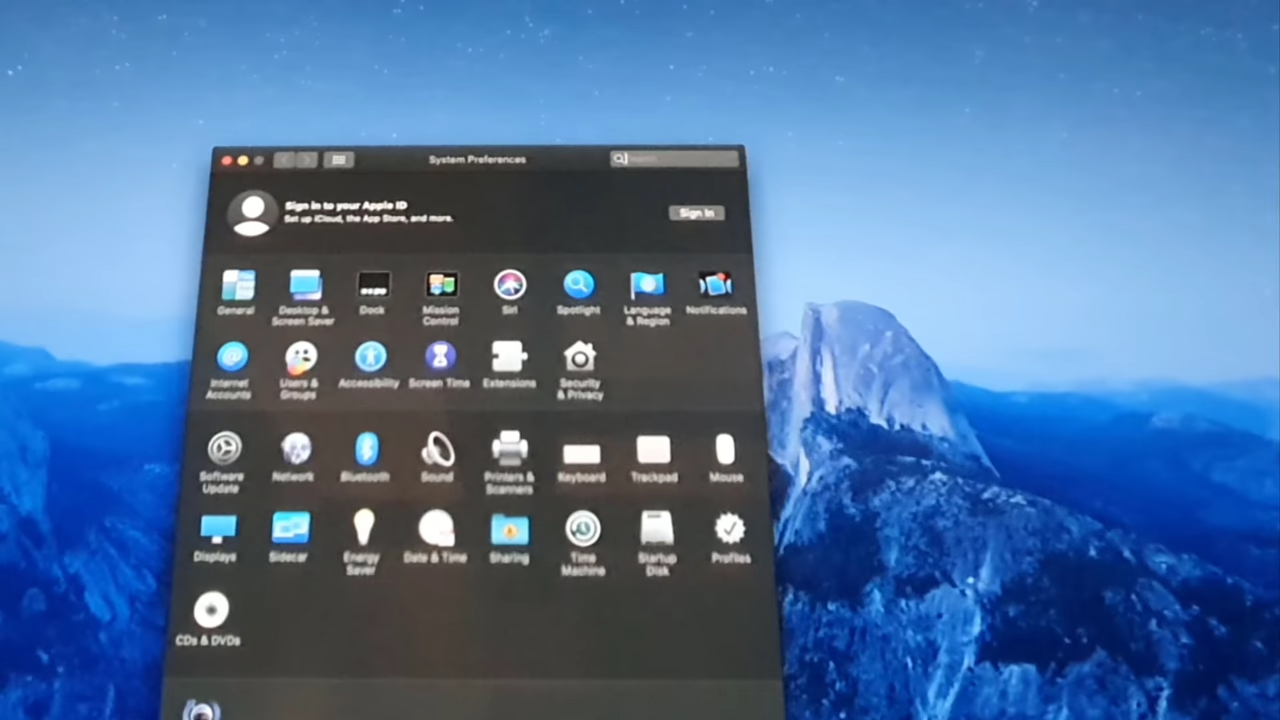 System Preferences
Sign in to your Apple ID
Set up iCloud, the App Store, and more.
Sign In
General
Desktop &
Screen Saver
Dock
Mission
Control
Siri
Spotlight
Language
& Region
Notifications
Internet
Accounts
Users &
Groups
Accessibility
Screen Time
Extensions
Security
& Privacy
Software
Update
Network
Bluetooth
Sound
Printers &
Scanners
Keyboard
Trackpad
Mouse
Displays
Sidecar
Energy
Saver
Date & Time
Sharing
Time
Machine
Startup
Disk
Profiles
CDs & DVDs